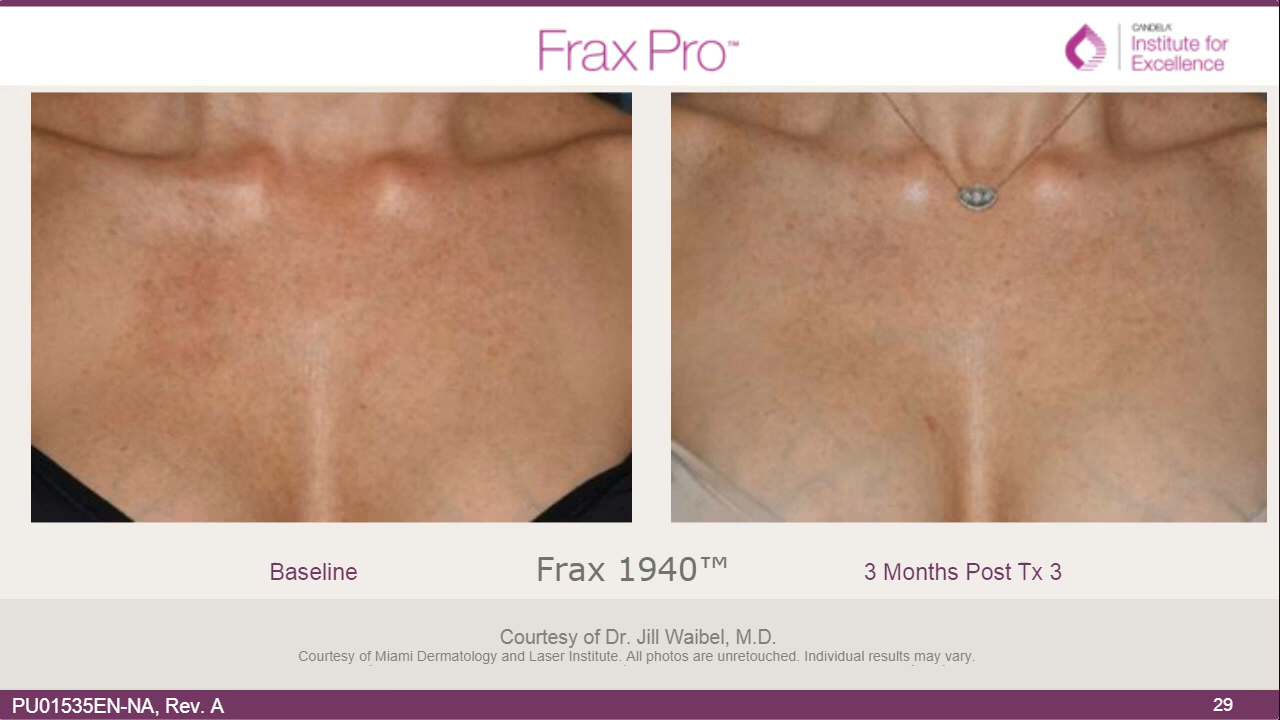 Frax Pro™
CANDELA
Institute for
Excellence
Baseline
Frax 1940™
3 Months Post Tx 3
Courtesy of Dr. Jill Waibel, M.D.
Courtesy of Miami Dermatology and Laser Institute. All photos are unretouched. Individual results may vary.
PU01535EN-NA, Rev. A
29